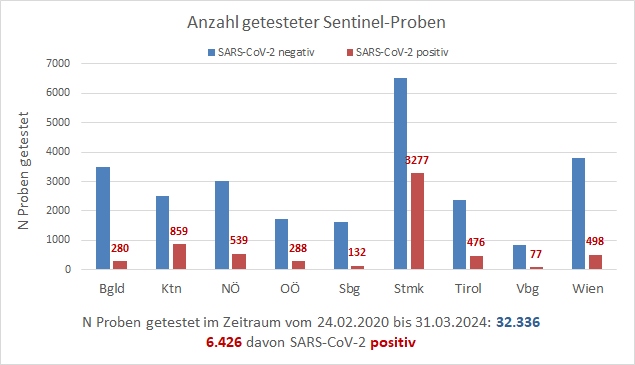 Anzahl getesteter Sentinel-Proben
SARS-CoV-2 negativ SARS-CoV-2 positiv
N Proben getestet
7000
6000
5000
4000
3000
2000
1000
0
280 859 539 288 132 3277 476 77 498
Bgld Ktn NÖ OÖ Sbg Stmk Tirol Vbg Wien
N Proben getestet im Zeitraum vom 24.02.2020 bis 31.03.2024: 32.336
6.426 davon SARS-CoV-2 positiv